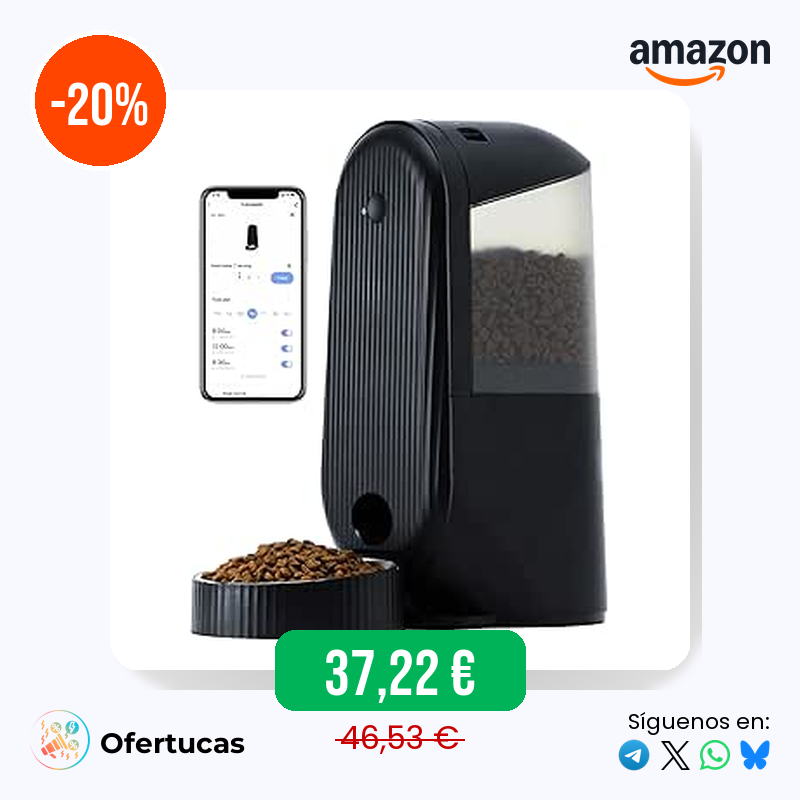 -20%
amazon
37,22 €
46,53 €
Ofertucas
Síguenos en: